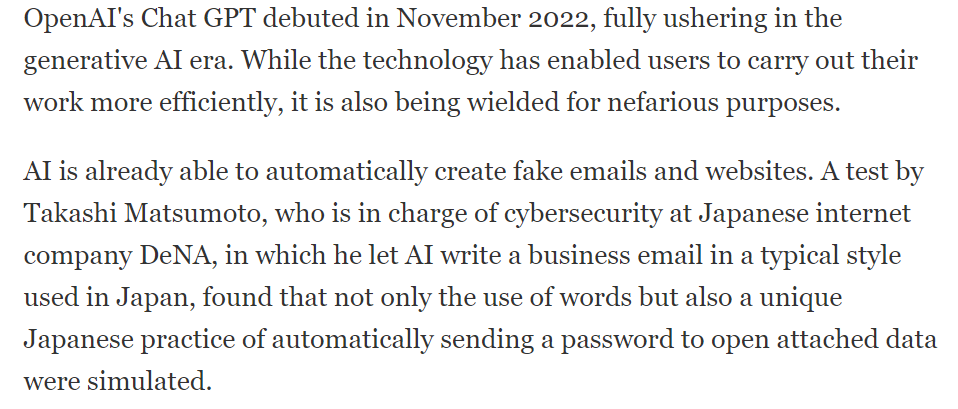 OpenAI's Chat GPT debuted in November 2022, fully ushering in the
generative AI era. While the technology has enabled users to carry out their
work more efficiently, it is also being wielded for nefarious purposes.
AI is already able to automatically create fake emails and websites. A test by
Takashi Matsumoto, who is in charge of cybersecurity at Japanese internet
company DeNA, in which he let AI write a business email in a typical style
used in Japan, found that not only the use of words but also a unique
Japanese practice of automatically sending a password to open attached data
were simulated.